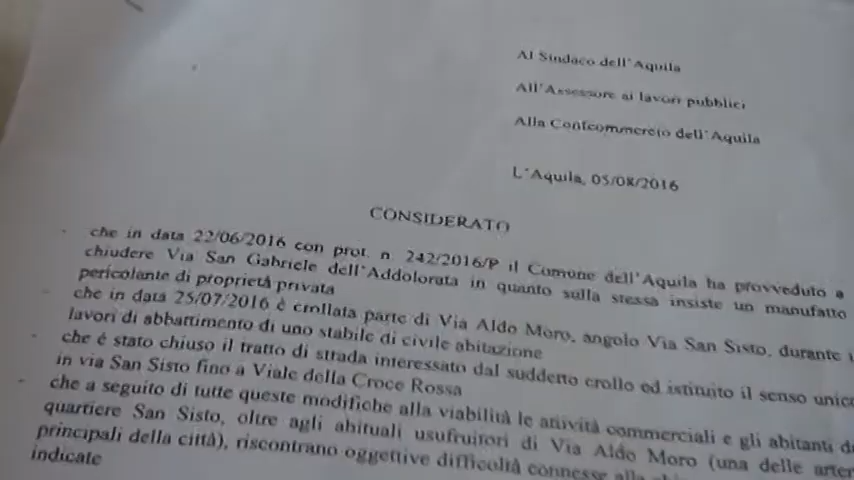 Al Sindaco dell'Aquila
All'Assessore ai lavori pubblici
Alla Confcommercio dell'Aquila
L'Aquila, 05/08/2016
CONSIDERATO
- che in data 22/06/2016 con prot. n. 242/2016/P il Comune dell'Aquila ha provveduto a
chiudere Via San Gabriele dell'Addolorata in quanto sulla stessa insiste un manufatto
pericolante di proprietà privata
- che in data 25/07/2016 è crollata parte di Via Aldo Moro, angolo Via San Sisto, durante i
lavori di abbattimento di uno stabile di civile abitazione
- che è stato chiuso il tratto di strada interessato dal suddetto crollo ed istituito il senso unico
in via San Sisto fino a Viale della Croce Rossa
- che a seguito di tutte queste modifiche alla viabilità le attività commerciali e gli abitanti
quartiere San Sisto, oltre agli abituali usufruitori di Via Aldo Moro (una delle
principali della città), riscontrano oggettive difficoltà connesse alla
indicate